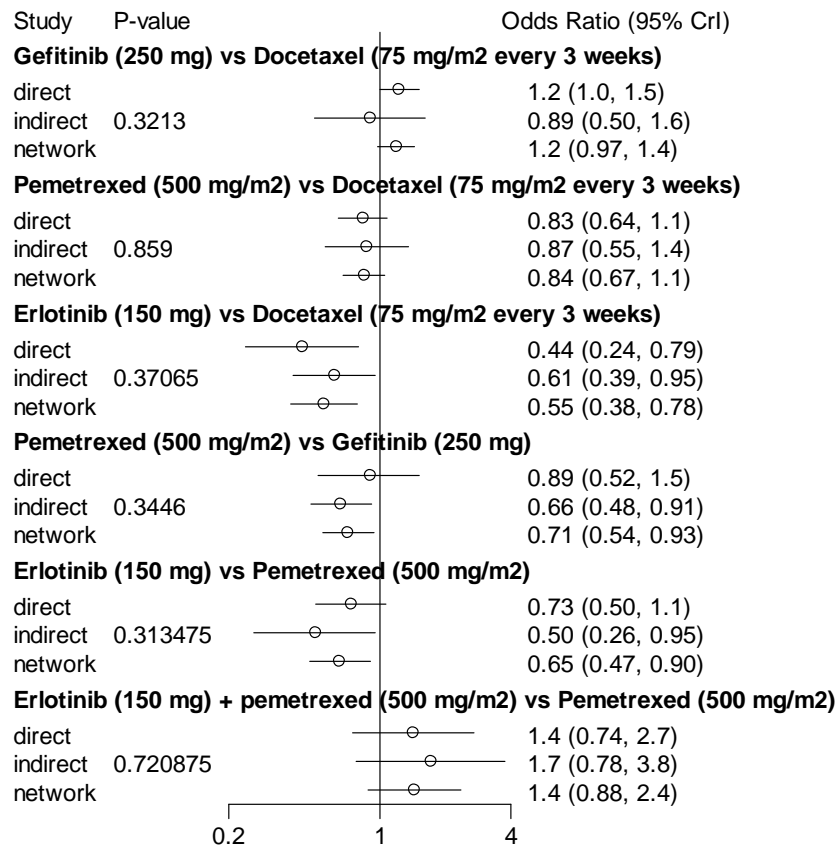 Study P-value Odds Ratio (95% CrI)
Gefitinib (250 mg) vs Docetaxel (75 mg/m2 every 3 weeks)
direct 1.2 (1.0, 1.5)
indirect 0.3213 0.89 (0.50, 1.6)
network 1.2 (0.97, 1.4)
Pemetrexed (500 mg/m2) vs Docetaxel (75 mg/m2 every 3 weeks)
direct 0.83 (0.64, 1.1)
indirect 0.859 0.87 (0.55, 1.4)
network 0.84 (0.67, 1.1)
Erlotinib (150 mg) vs Docetaxel (75 mg/m2 every 3 weeks)
direct 0.44 (0.24, 0.79)
indirect 0.37065 0.61 (0.39, 0.95)
network 0.55 (0.38, 0.78)
Pemetrexed (500 mg/m2) vs Gefitinib (250 mg)
direct 0.89 (0.52, 1.5)
indirect 0.3446 0.66 (0.48, 0.91)
network 0.71 (0.54, 0.93)
Erlotinib (150 mg) vs Pemetrexed (500 mg/m2)
direct 0.73 (0.50, 1.1)
indirect 0.313475 0.50 (0.26, 0.95)
network 0.65 (0.47, 0.90)
Erlotinib (150 mg) + pemetrexed (500 mg/m2) vs Pemetrexed (500 mg/m2)
direct 1.4 (0.74, 2.7)
indirect 0.720875 1.7 (0.78, 3.8)
network 1.4 (0.88, 2.4)
0.2 1 4